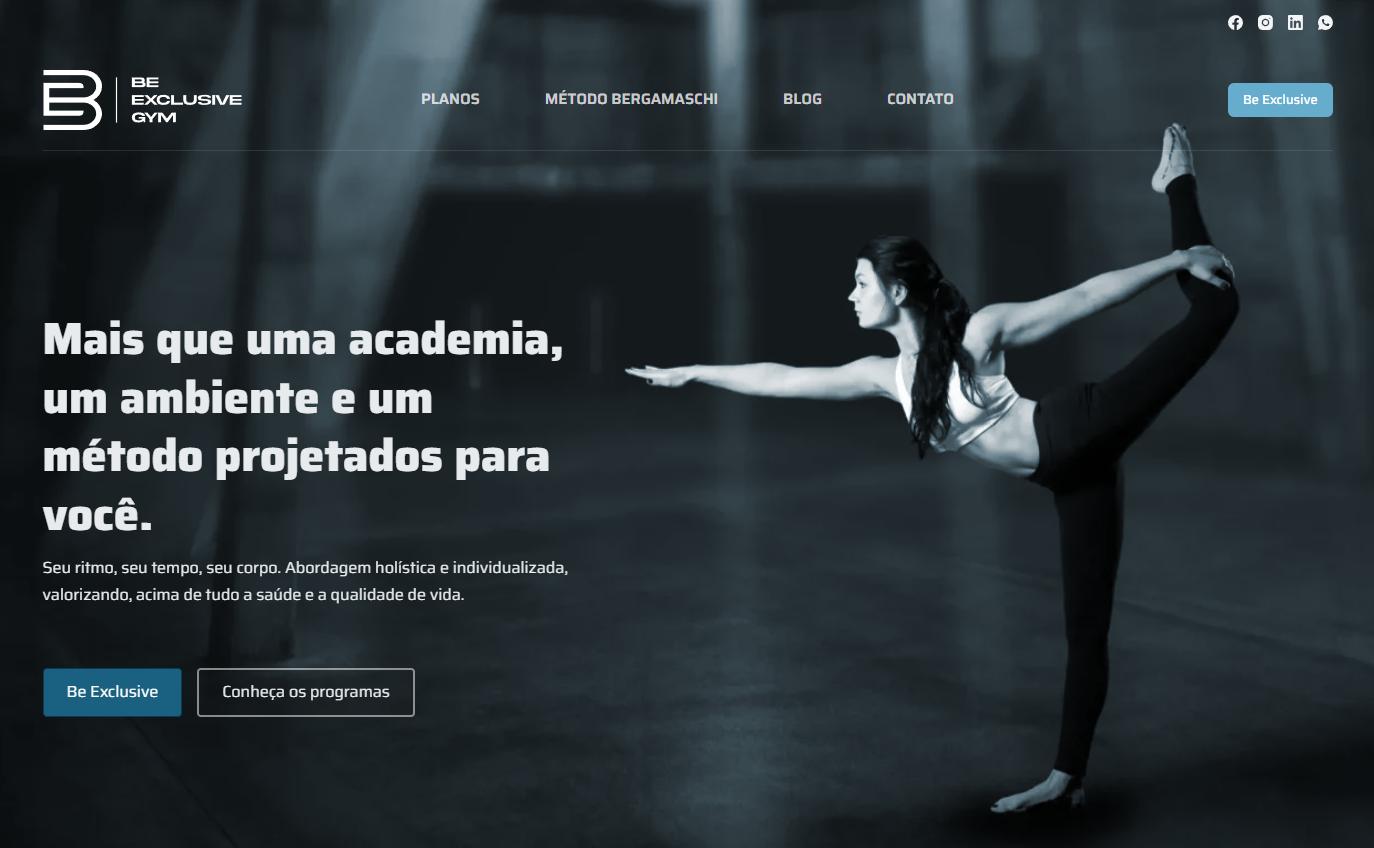 BE
EXCLUSIVE
GYM
PLANOS
MÉTODO BERGAMASCHI
BLOG
CONTATO
Be Exclusive
Mais que uma academia,
um ambiente e um
método projetados para
você.
Seu ritmo, seu tempo, seu corpo. Abordagem holística e individualizada,
valorizando, acima de tudo a saúde e a qualidade de vida.
Be Exclusive
Conheça os programas